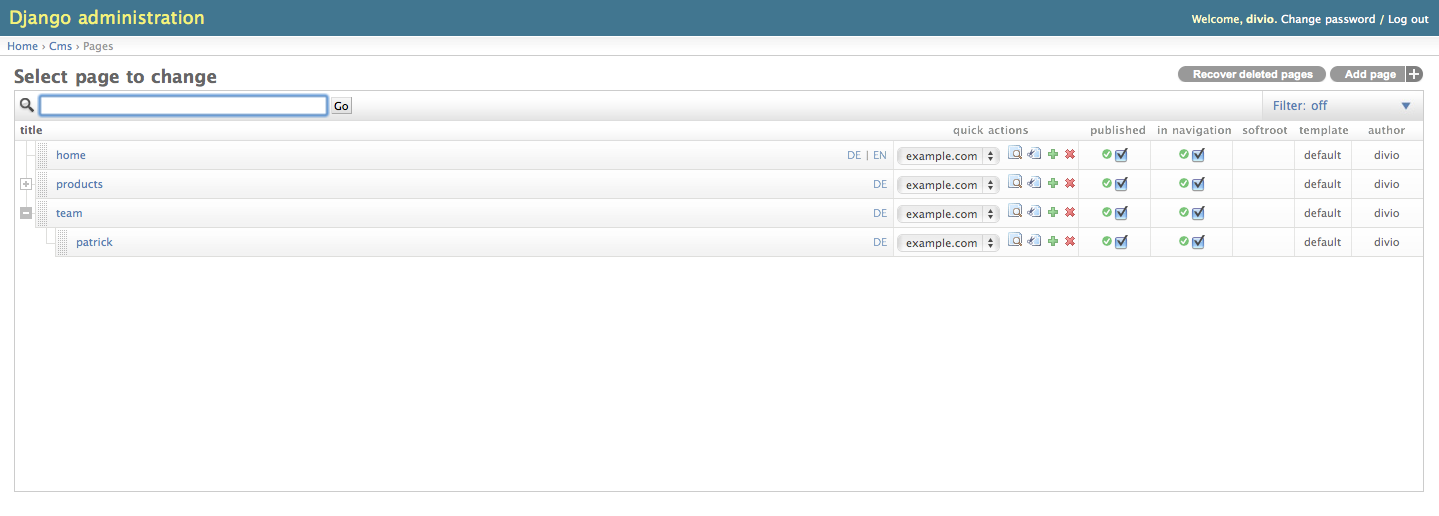 Django administration
Welcome, divio. Change password / Log out
Home › Cms › Pages
Select page to change
Recover deleted pages Add page
Go
Filter: off
title quick actions published in navigation softroot template author
home DE | EN example.com default divio
products DE example.com default divio
team DE example.com default divio
patrick DE example.com default divio